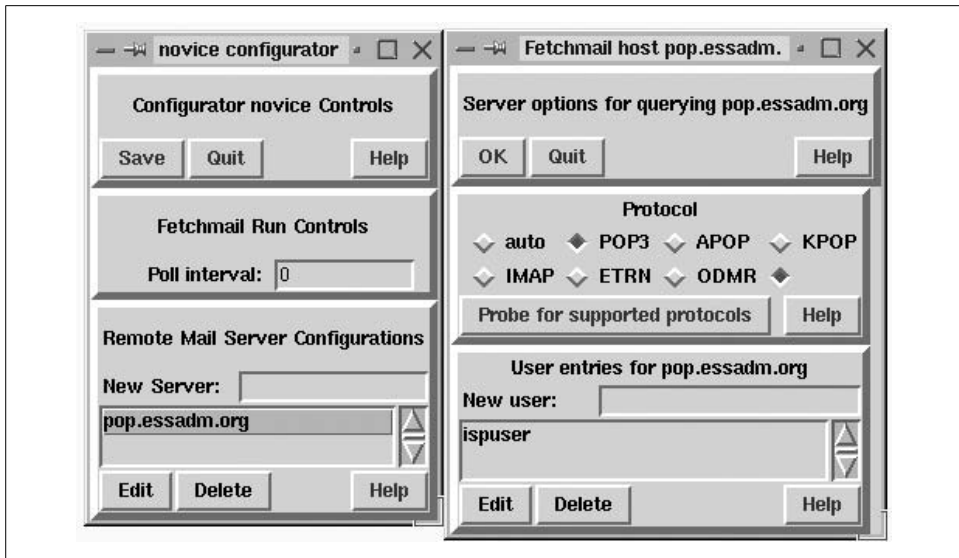 novice configurator
Configurator novice Controls
Save Quit Help
Fetchmail Run Controls
Poll interval: 0
Remote Mail Server Configurations
New Server:
pop.essadm.org
Edit Delete Help
Fetchmail host pop.essadm.
Server options for querying pop.essadm.org
OK Quit Help
Protocol
auto POP3 APOP KPOP
IMAP ETRN ODMR
Probe for supported protocols Help
User entries for pop.essadm.org
New user:
ispuser
Edit Delete Help